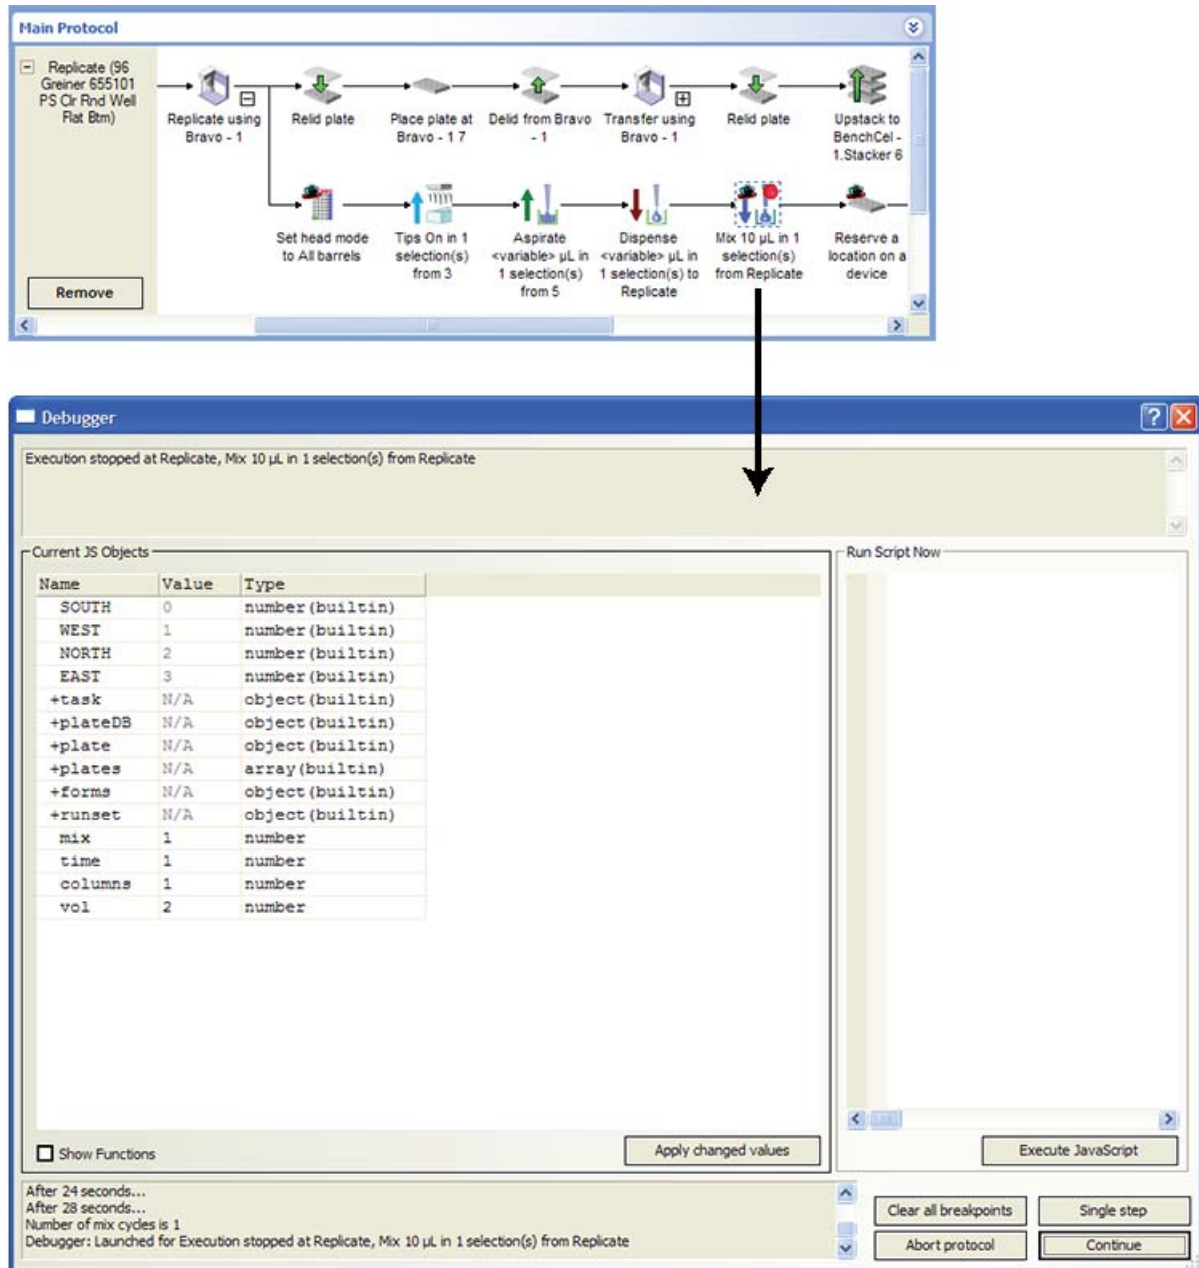 Main Protocol
Replicate (96
Greiner 655101
PS Clr Rnd Well
Flat Btm)
Remove
Replicate using
Bravo - 1
Relid plate
Place plate at
Bravo - 1 7
Delid from Bravo
- 1
Transfer using
Bravo - 1
Relid plate
Upstack to
BenchCel -
1.Stacker 6
Set head mode
to All barrels
Tips On in 1
selection(s)
from 3
Aspirate
<variable> µL in
1 selection(s)
from 5
Dispense
<variable> µL in
1 selection(s) to
Replicate
Mix 10 µL in 1
selection(s)
from Replicate
Reserve a
location on a
device
Debugger
Execution stopped at Replicate, Mix 10 µL in 1 selection(s) from Replicate
Current JS Objects
Name Value Type
SOUTH 0 number(builtin)
WEST 1 number(builtin)
NORTH 2 number(builtin)
EAST 3 number(builtin)
+task N/A object(builtin)
+plateDB N/A object(builtin)
+plate N/A object(builtin)
+plates N/A array(builtin)
+forms N/A object(builtin)
+runset N/A object(builtin)
mix 1 number
time 1 number
columns 1 number
vol 2 number
Show Functions
Apply changed values
Run Script Now
Execute JavaScript
After 24 seconds...
After 28 seconds...
Number of mix cycles is 1
Debugger: Launched for Execution stopped at Replicate, Mix 10 µL in 1 selection(s) from Replicate
Clear all breakpoints
Single step
Abort protocol
Continue